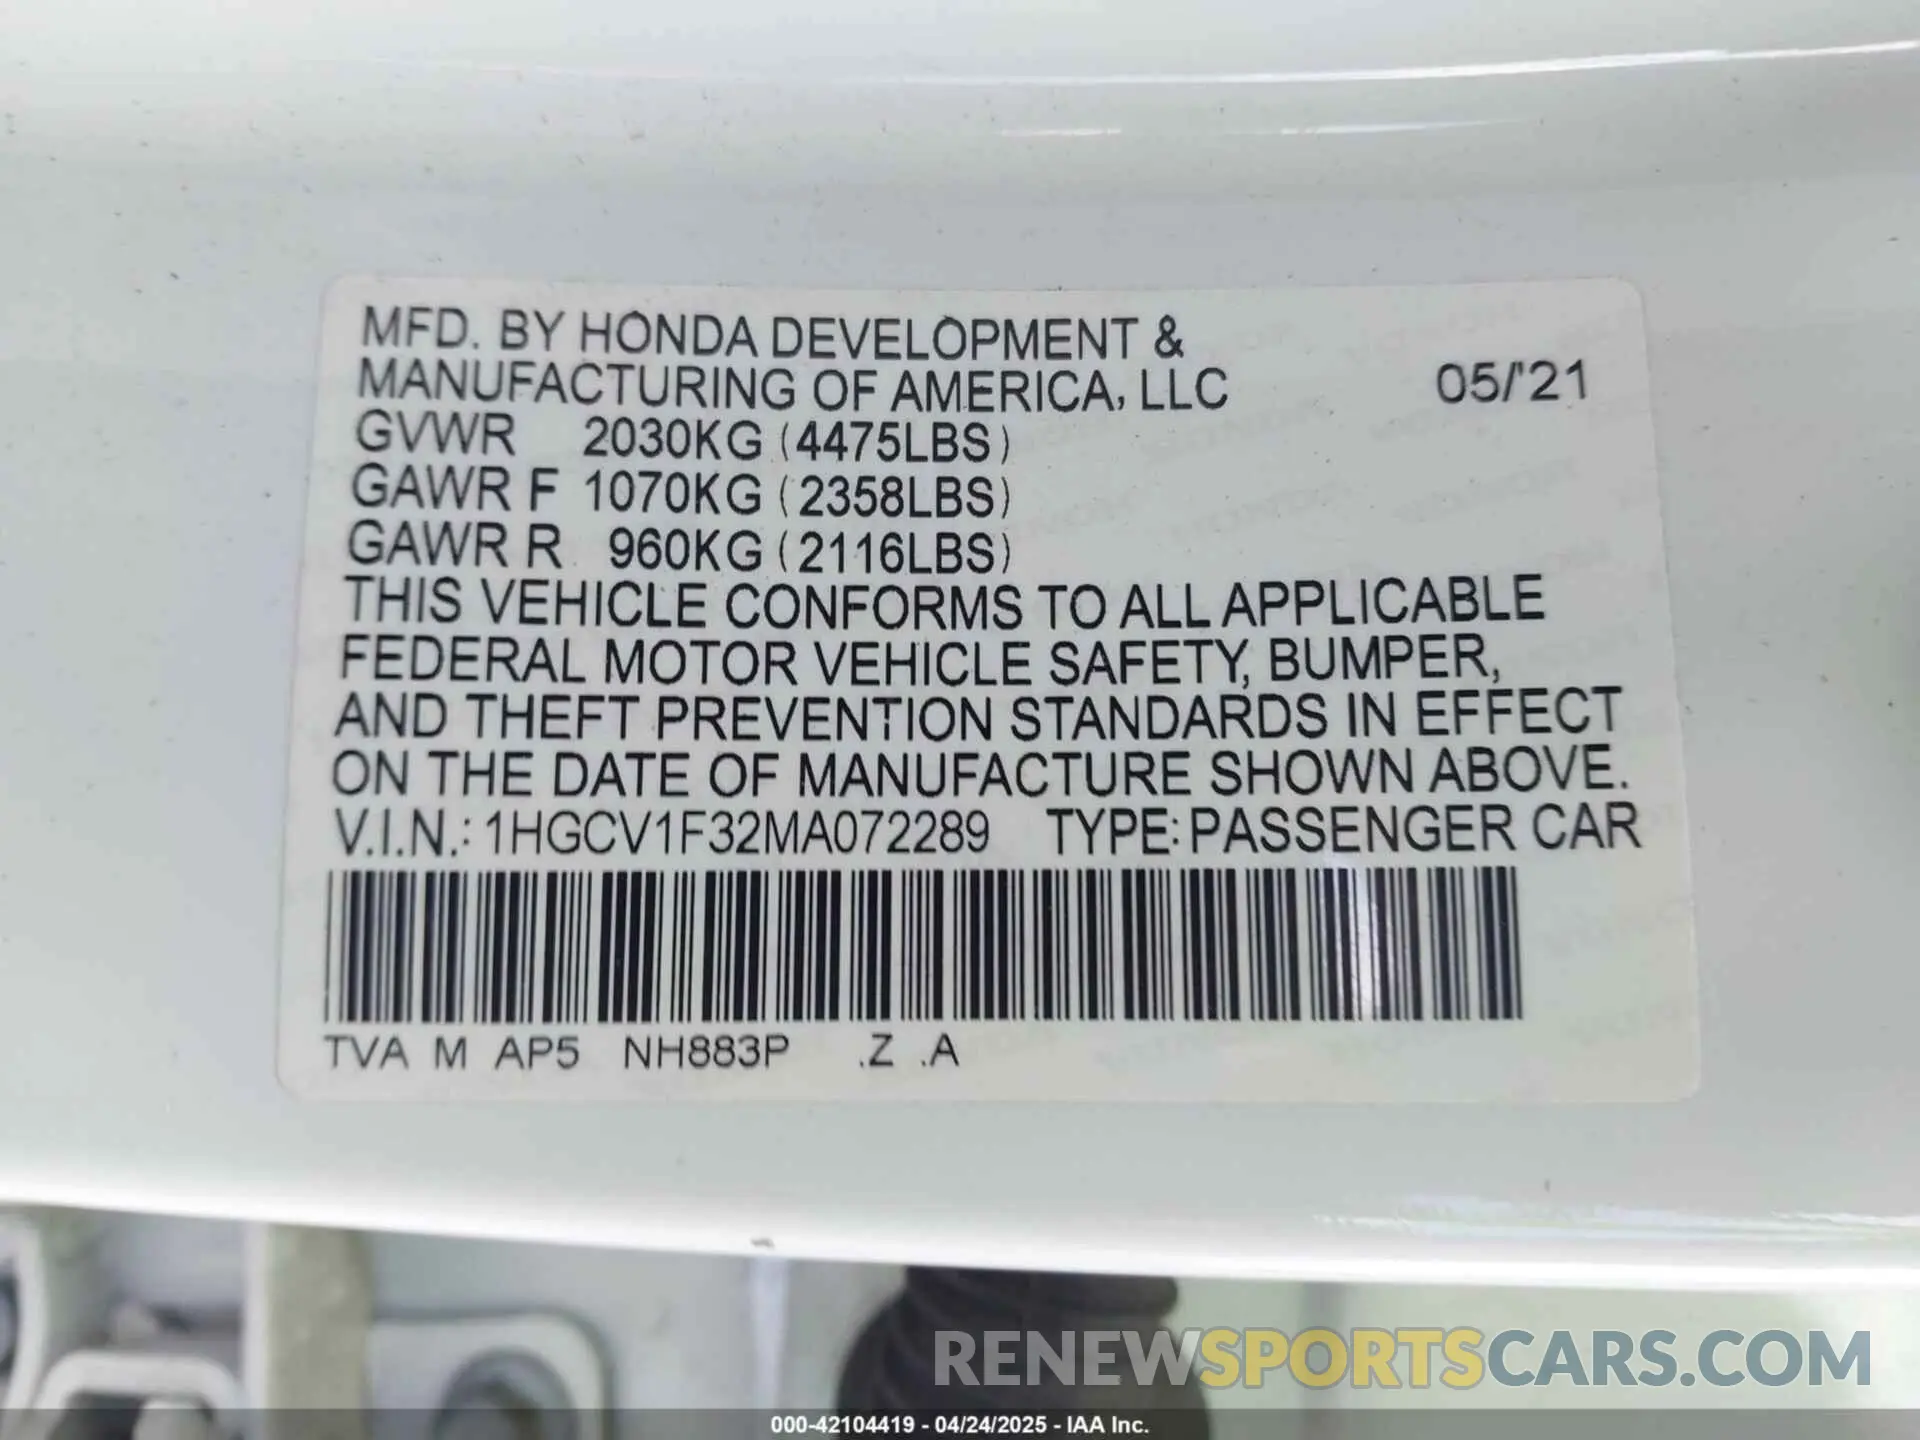 MFD. BY HONDA DEVELOPMENT &
MANUFACTURING OF AMERICA, LLC 05/'21
GVWR 2030KG (4475LBS)
GAWR F 1070KG (2358LBS)
GAWR R 960KG (2116LBS)
THIS VEHICLE CONFORMS TO ALL APPLICABLE
FEDERAL MOTOR VEHICLE SAFETY, BUMPER,
AND THEFT PREVENTION STANDARDS IN EFFECT
ON THE DATE OF MANUFACTURE SHOWN ABOVE.
V.I.N.: 1HGCV1F32MA072289 TYPE: PASSENGER CAR
TVA M AP5 NH883P .Z .A
RENEWSPORTSCARS.COM
000-42104419 - 04/24/2025 - IAA Inc.